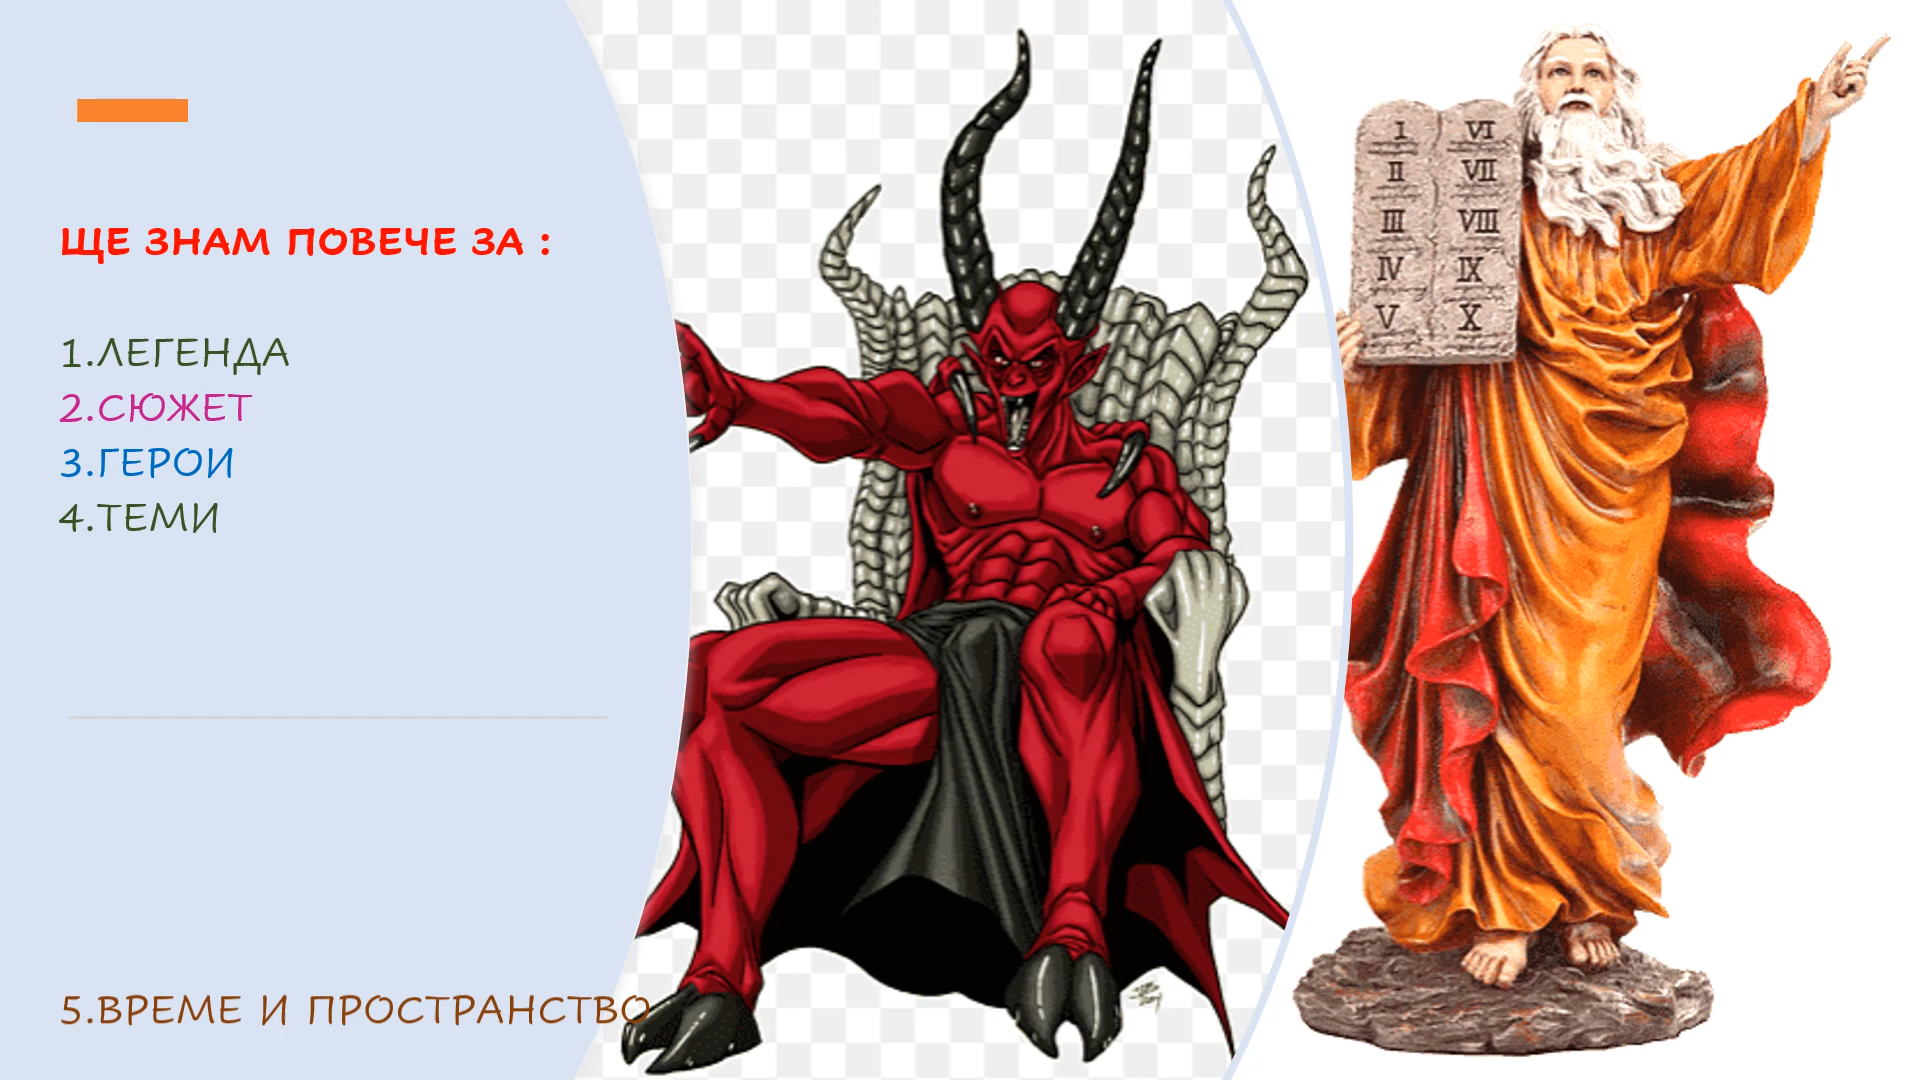 ЩЕ ЗНАМ ПОВЕЧЕ ЗА :
1.ЛЕГЕНДА
2.СЮЖЕТ
3.ГЕРОИ
4.ТЕМИ
5.ВРЕМЕ И ПРОСТРАНСТВО
I VI
II VII
III VIII
IV IX
V X